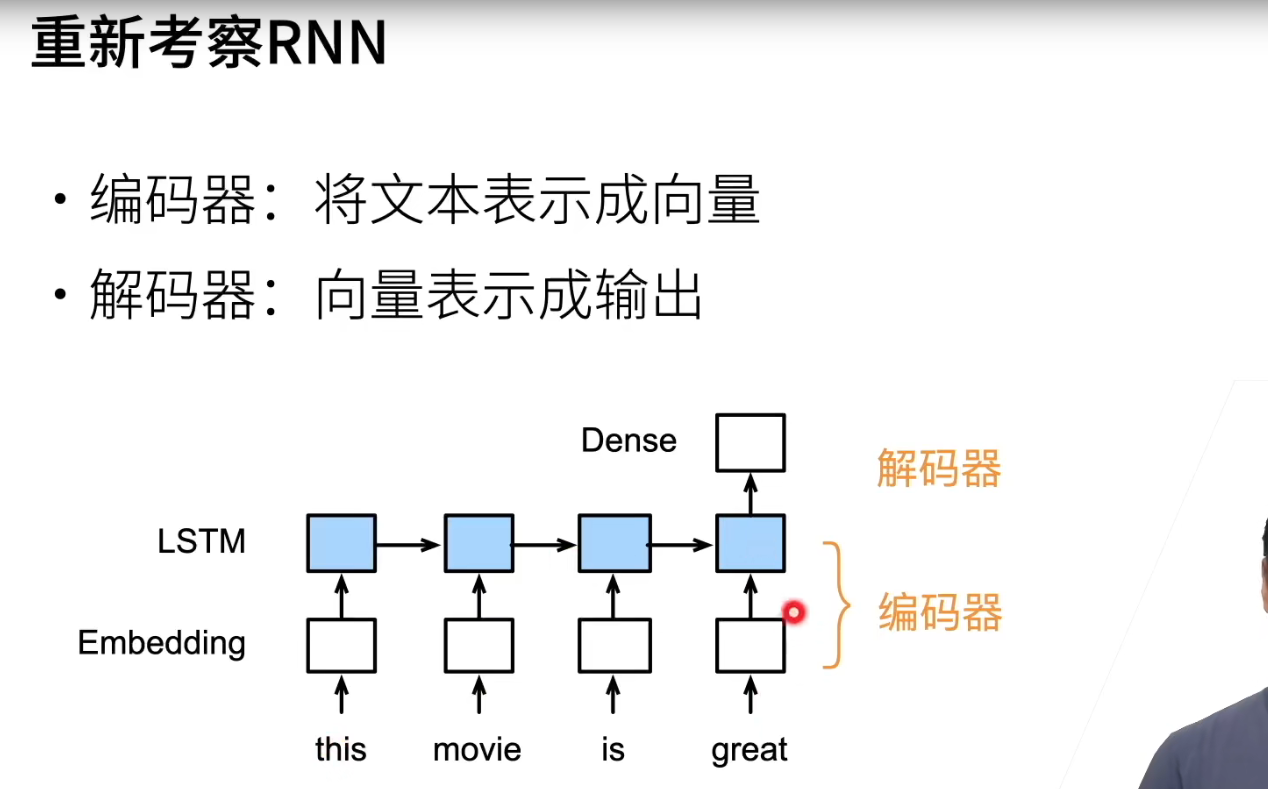 重新考察RNN
• 编码器：将文本表示成向量
• 解码器：向量表示成输出
Dense
解码器
LSTM
编码器
Embedding
this movie is great